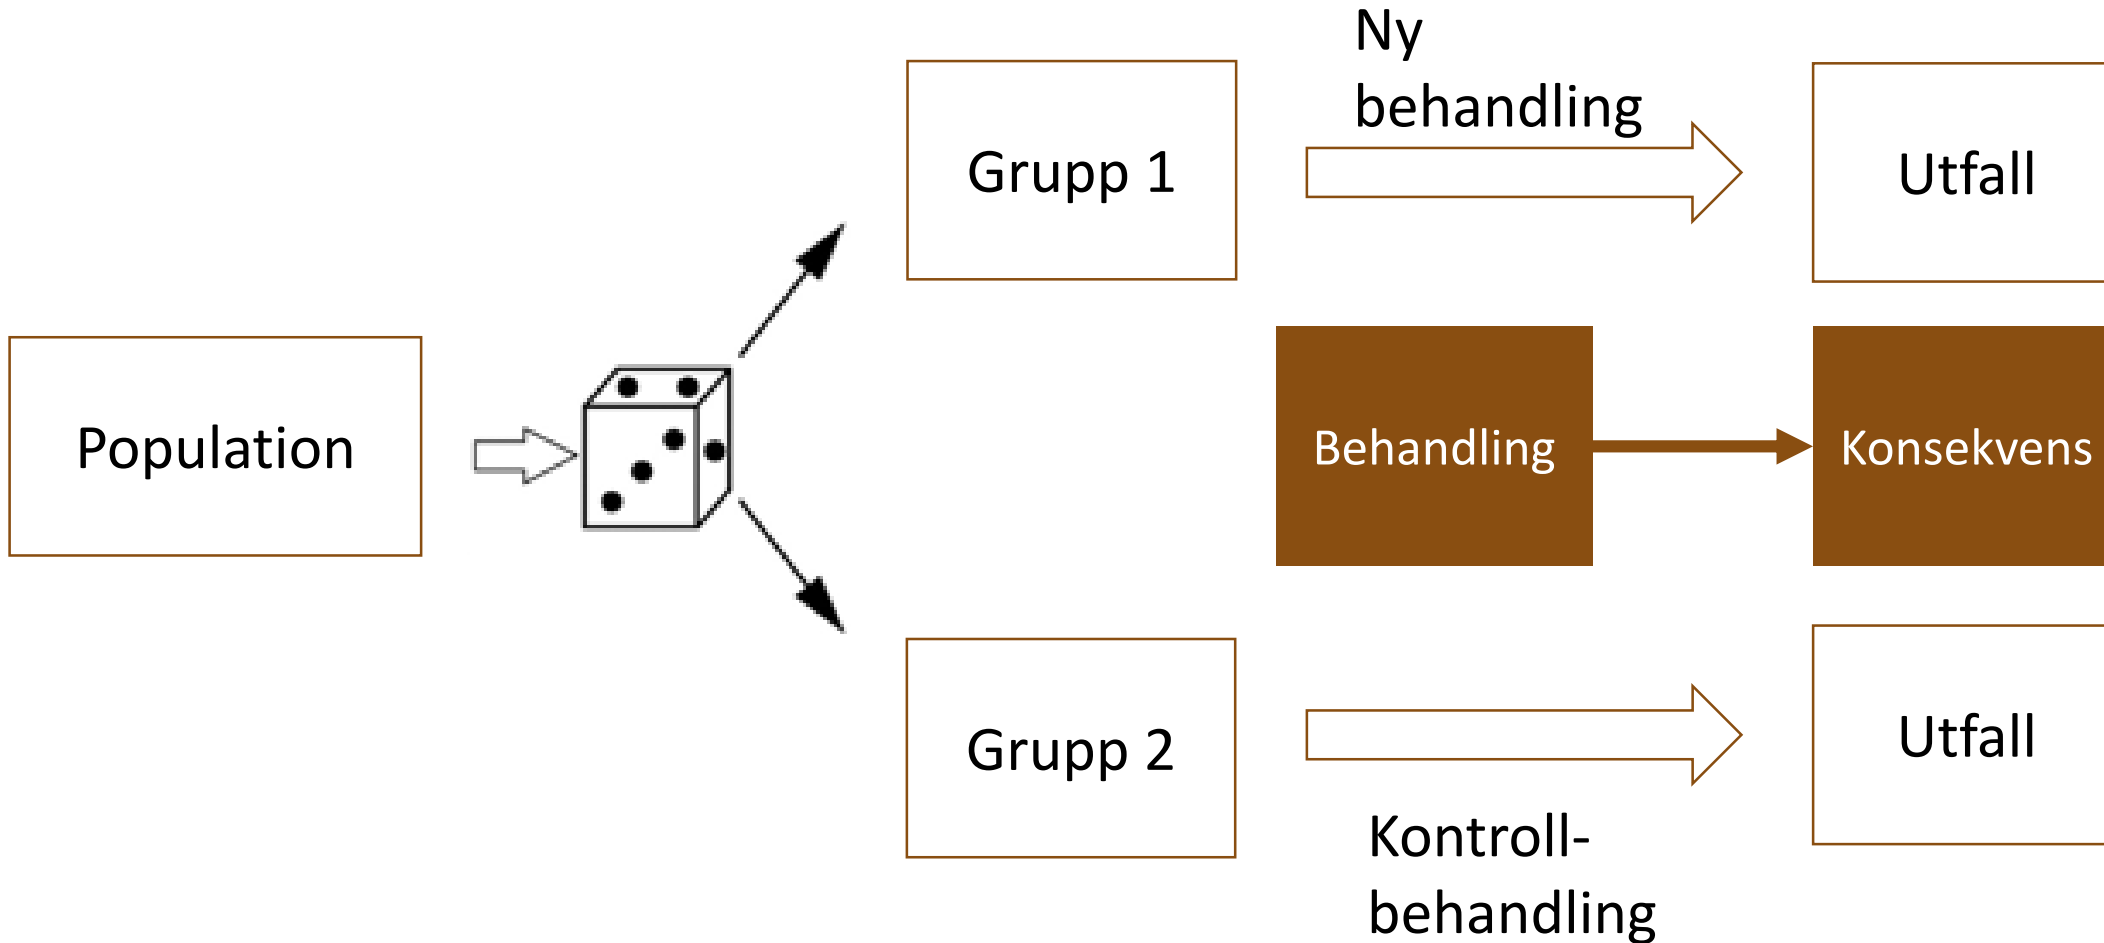 Ny
behandling
Grupp 1
Utfall
Population
Behandling
Konsekvens
Grupp 2
Utfall
Kontroll-
behandling